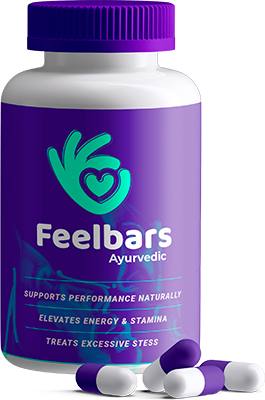 Feelbars
Ayurvedic
SUPPORTS PERFORMANCE NATURALLY
ELEVATES ENERGY & STAMINA
TREATS EXCESSIVE STESS